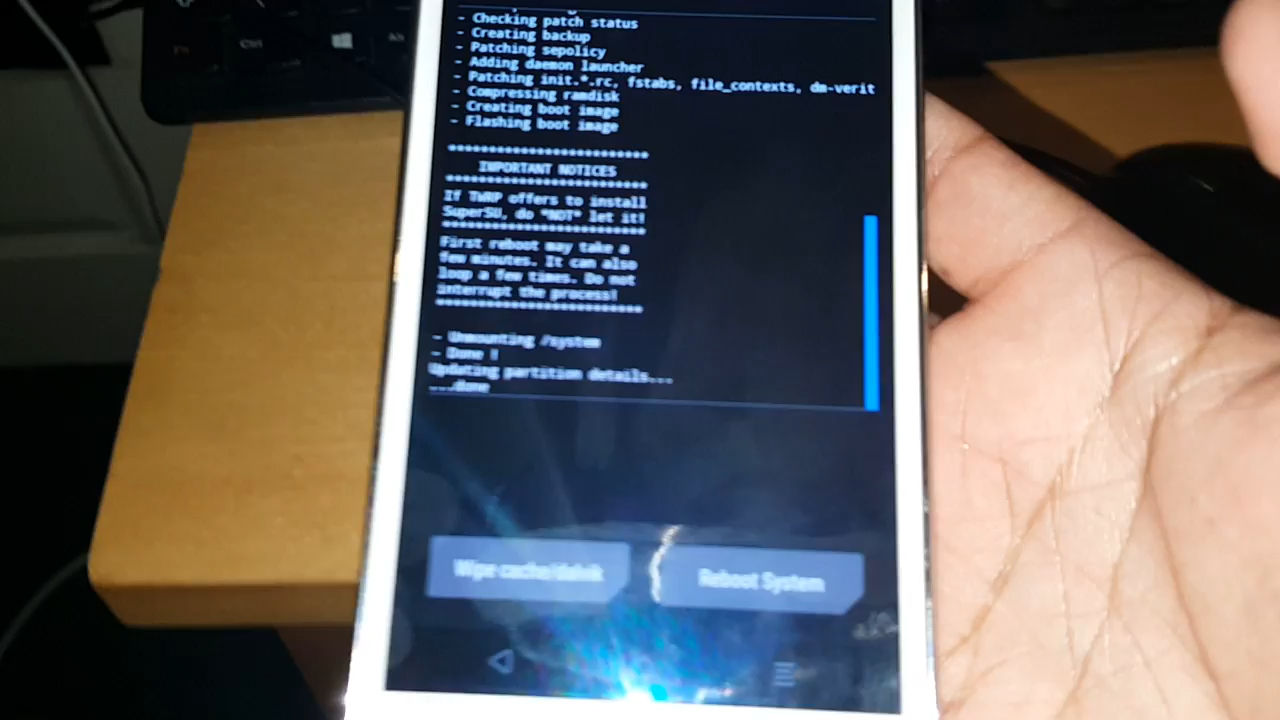 - Checking patch status
- Creating backup
- Patching sepolicy
- Adding daemon launcher
- Patching init.*.rc, fstabs, file_contexts, dm-verit
- Compressing ramdisk
- Creating boot image
- Flashing boot image
*************************
IMPORTANT NOTICES
*************************
If TWRP offers to install
SuperSU, do *NOT* let it!
*************************
First reboot may take a
few minutes. It can also
loop a few times. Do not
interrupt the process!
*************************
- Unmounting /system
- Done !
Updating partition details...
...done
Wipe cache/dalvik
Reboot System
Ctrl
Alt